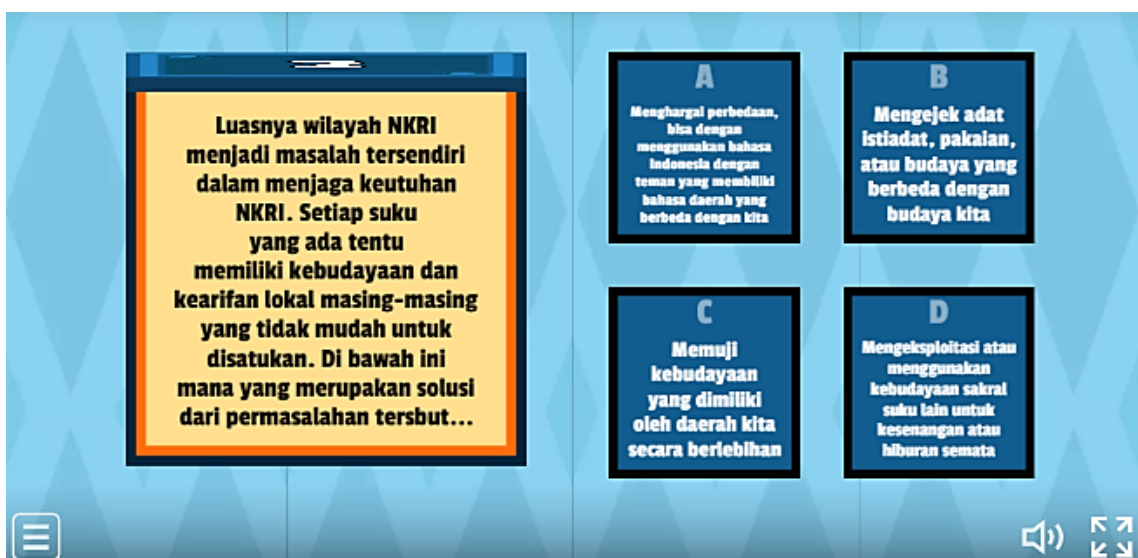 Luasnya wilayah NKRI
menjadi masalah tersendiri
dalam menjaga keutuhan
NKRI. Setiap suku
yang ada tentu
memiliki kebudayaan dan
kearifan lokal masing-masing
yang tidak mudah untuk
disatukan. Di bawah ini
mana yang merupakan solusi
dari permasalahan tersbut...
A
Menghargai perbedaan,
bisa dengan
menggunakan bahasa
Indonesia dengan
teman yang membiliki
bahasa daerah yang
berbeda dengan kita
B
Mengejek adat
istiadat, pakaian,
atau budaya yang
berbeda dengan
budaya kita
C
Memuji
kebudayaan
yang dimiliki
oleh daerah kita
secara berlebihan
D
Mengeksploitasi atau
menggunakan
kebudayaan sakral
suku lain untuk
kesenangan atau
hiburan semata